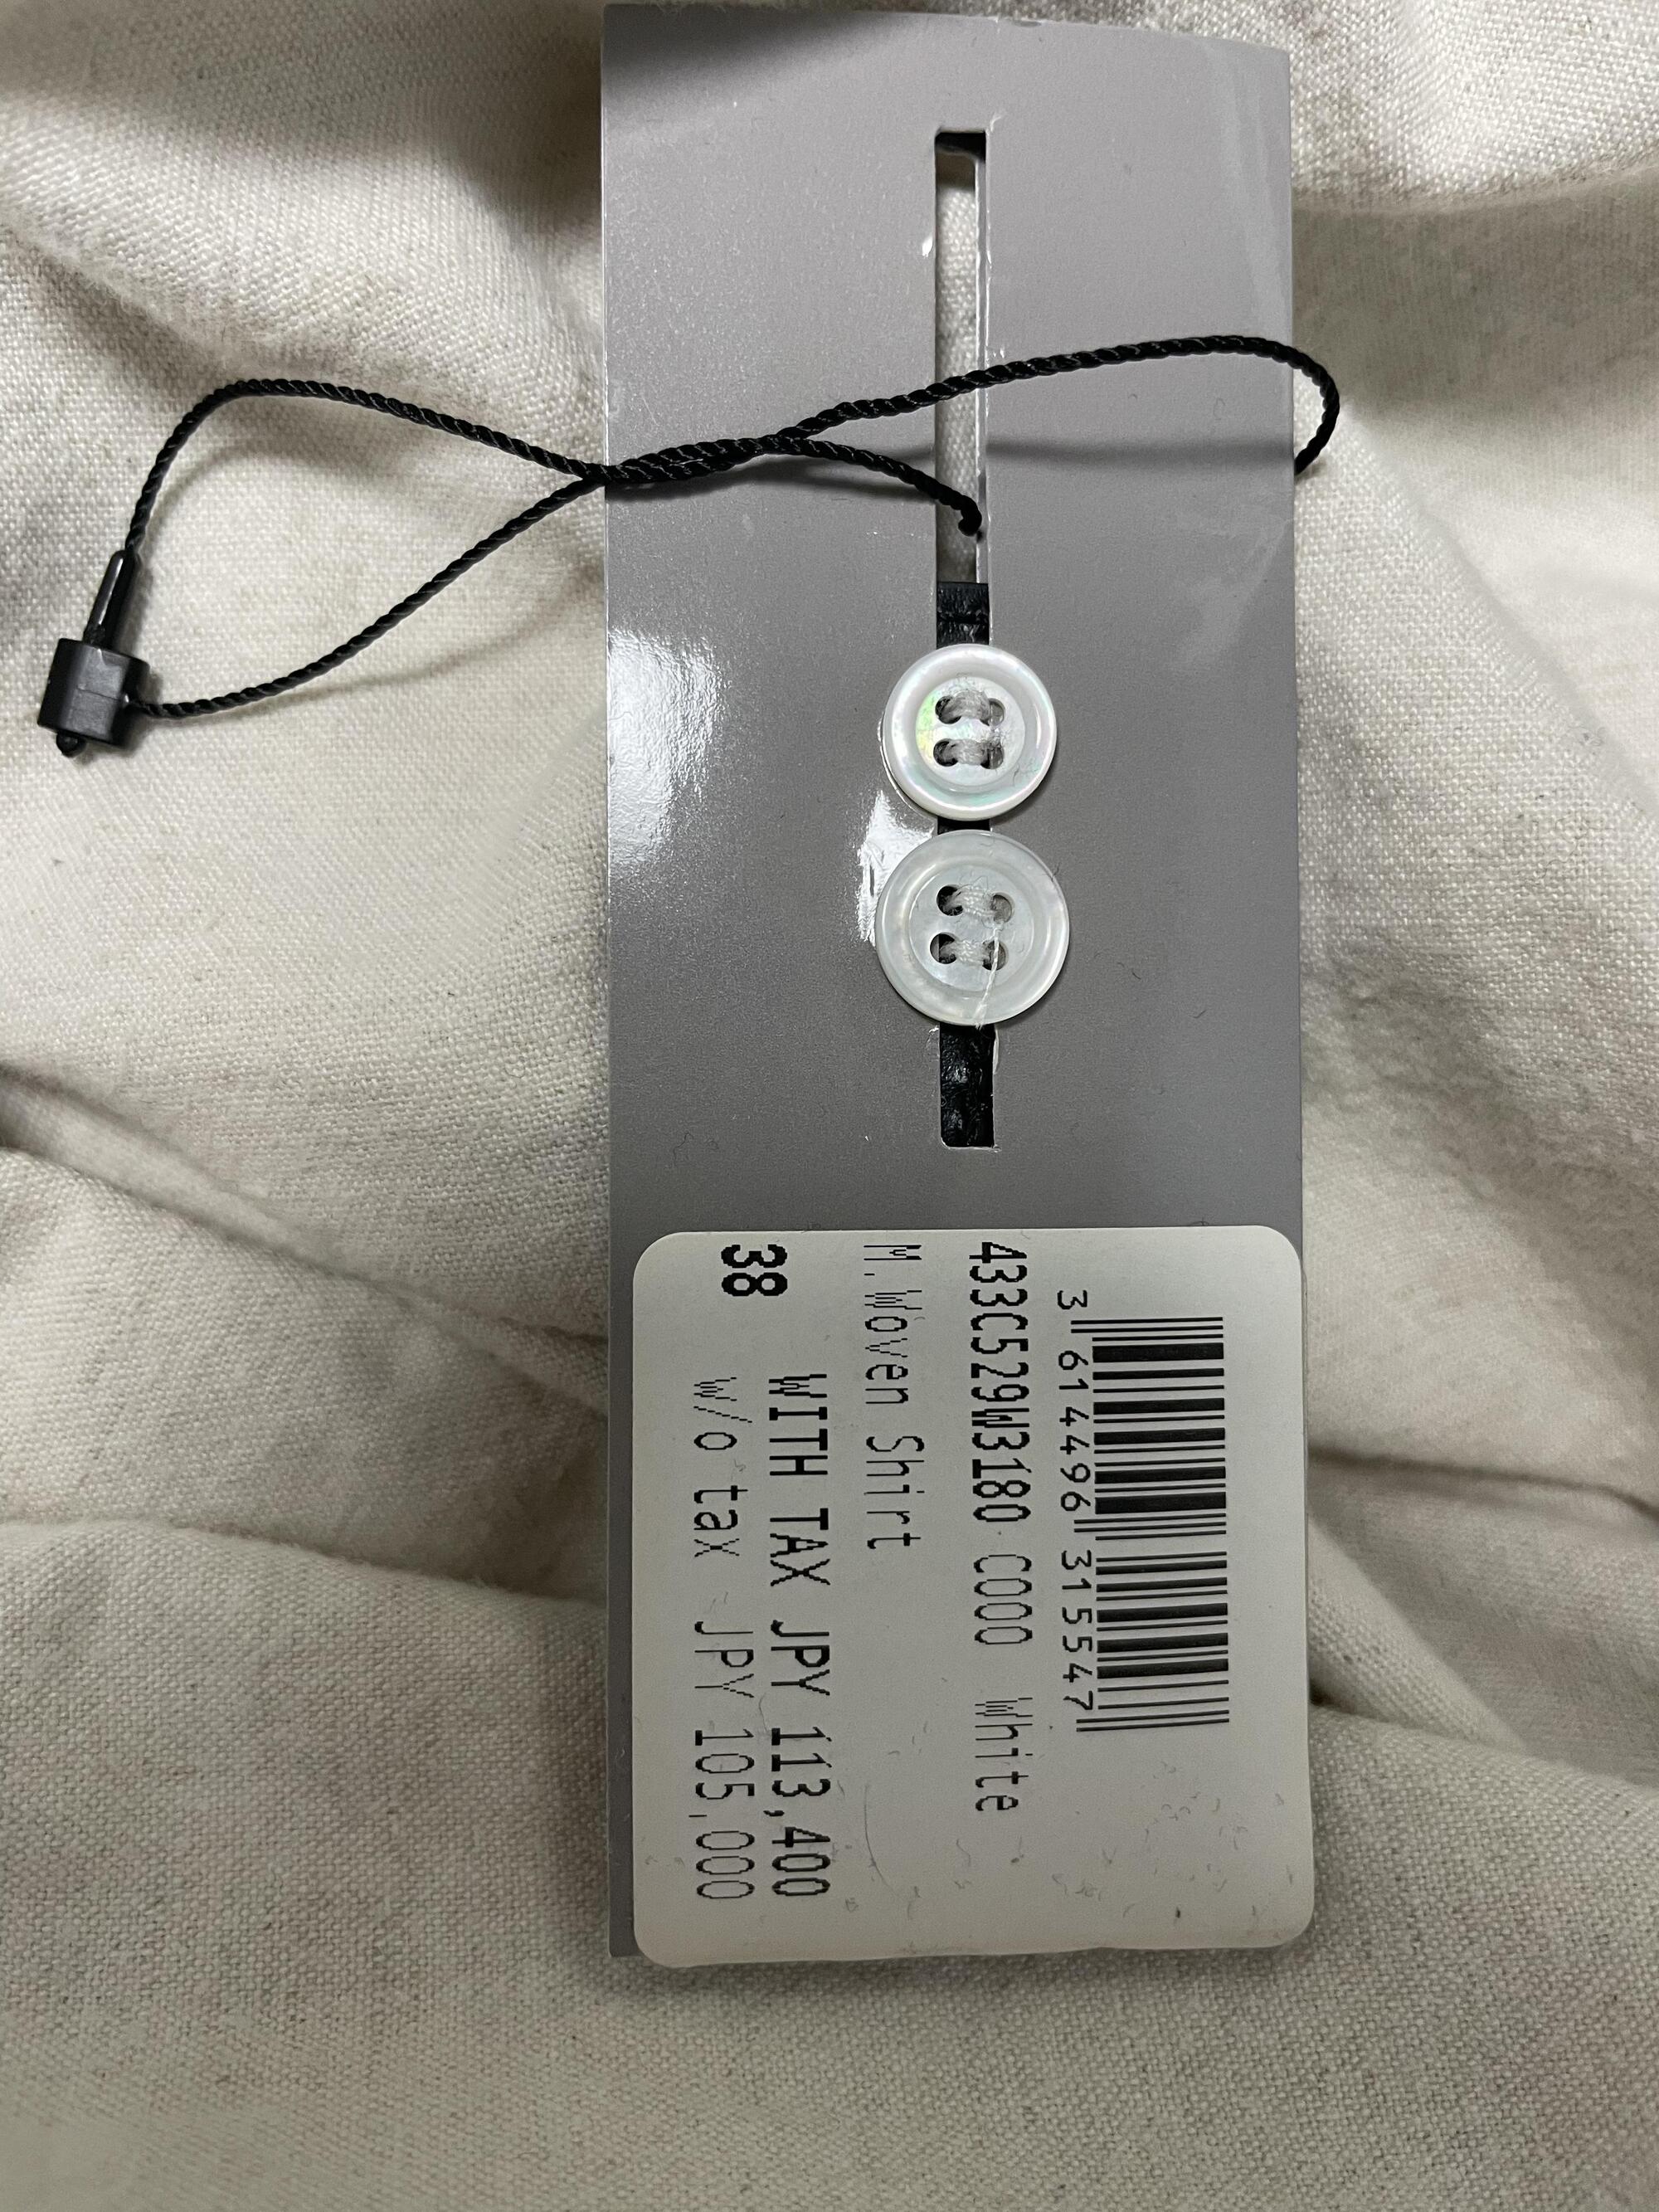 3 614496 315547
433C529W3180 C000 White
M.Woven Shirt
WITH TAX JPY 113,400
38 w/o tax JPY 105,000